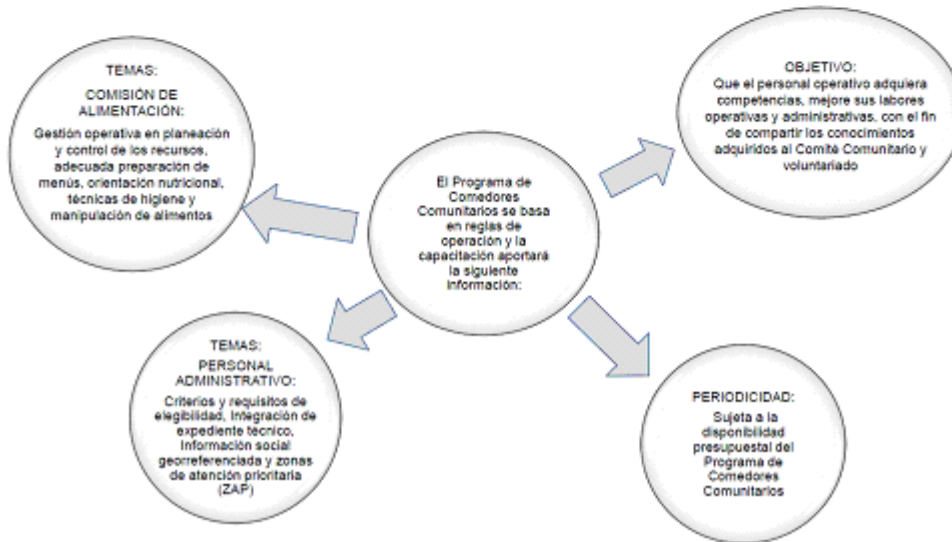 TEMAS:
COMISIÓN DE
ALIMENTACIÓN:
Gestión operativa en planeación
y control de los recursos,
adecuada preparación de
menús, orientación nutricional,
técnicas de higiene y
manipulación de alimentos
OBJETIVO:
Que el personal operativo adquiera
competencias, mejore sus labores
operativas y administrativas, con el fin
de compartir los conocimientos
adquiridos al Comité Comunitario y
voluntariado
El Programa de
Comedores
Comunitarios se basa
en reglas de
operación y la
capacitación aportará
la siguiente
información:
TEMAS:
PERSONAL
ADMINISTRATIVO:
Criterios y requisitos de
elegibilidad, Integración de
expediente técnico,
Información social
georreferenciada y zonas
de atención prioritaria
(ZAP)
PERIODICIDAD:
Sujeta a la
disponibilidad
presupuestal del
Programa de
Comedores
Comunitarios